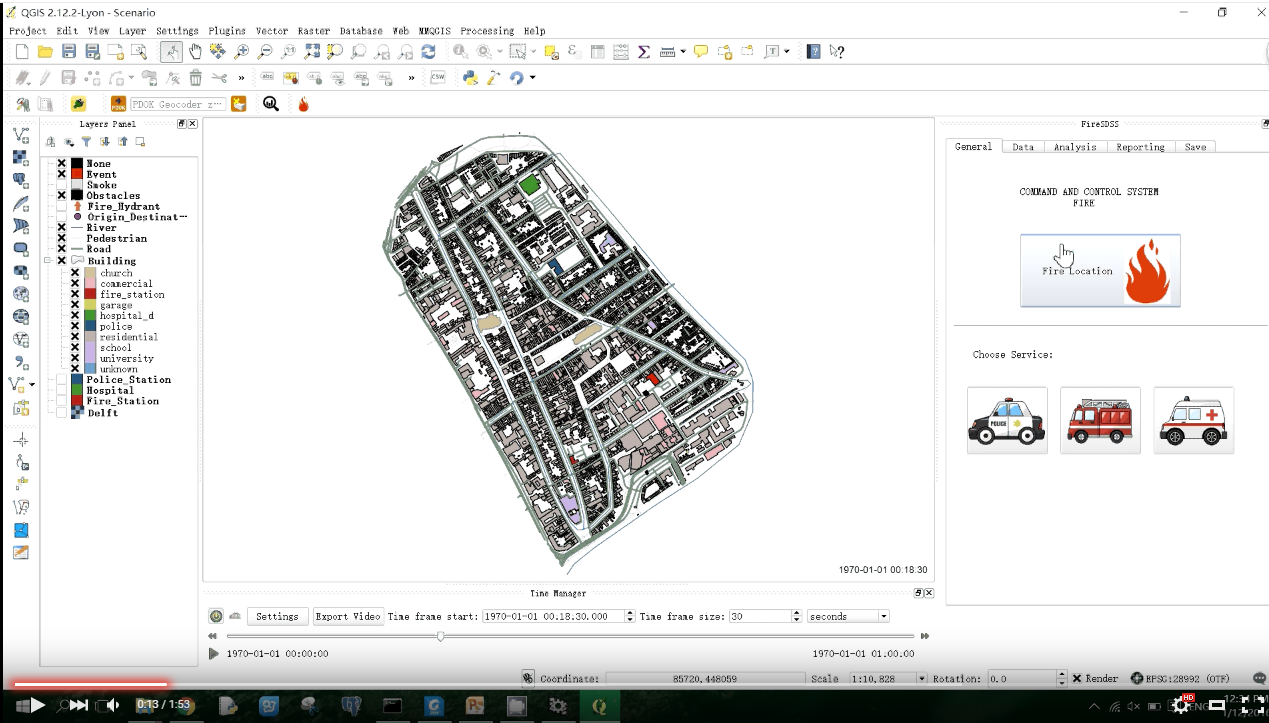 QGIS 2.12.2-Lyon - Scenario
Project Edit View Layer Settings Plugins Vector Raster Database Web MMQGIS Processing Help
CSW
PDOK PDOK Geocoder z···
Layers Panel
None
Event
Smoke
Obstacles
Fire_Hydrant
Origin_Destinat···
River
Pedestrian
Road
Building
church
commercial
fire_station
garage
hospital_d
police
residential
school
university
unknown
Police_Station
Hospital
Fire_Station
Delft
1970-01-01 00:18:30
FireSDSS
General Data Analysis Reporting Save
COMMAND AND CONTROL SYSTEM
FIRE
Fire Location
Choose Service:
POLICE
Time Manager
Settings Export Video Time frame start: 1970-01-01 00:18:30.000 Time frame size: 30 seconds
1970-01-01 00:00:00 1970-01-01 01:00:00
Coordinate: 85720,448059 Scale 1:10,828 Rotation: 0.0 Render EPSG:28992 (OTF)
0:13 / 1:53
HD